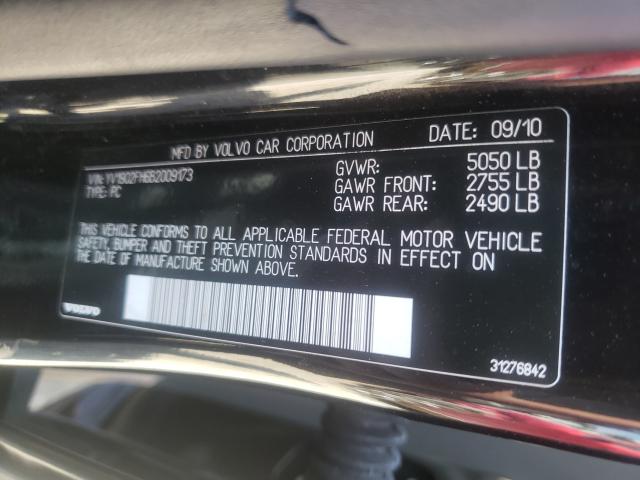 MFD BY VOLVO CAR CORPORATION
DATE: 09/10
VIN: YV1902FH6B2009173
TYPE: PC
GVWR: 5050 LB
GAWR FRONT: 2755 LB
GAWR REAR: 2490 LB
THIS VEHICLE CONFORMS TO ALL APPLICABLE FEDERAL MOTOR VEHICLE
SAFETY, BUMPER AND THEFT PREVENTION STANDARDS IN EFFECT ON
THE DATE OF MANUFACTURE SHOWN ABOVE.
VOLVO
31276842